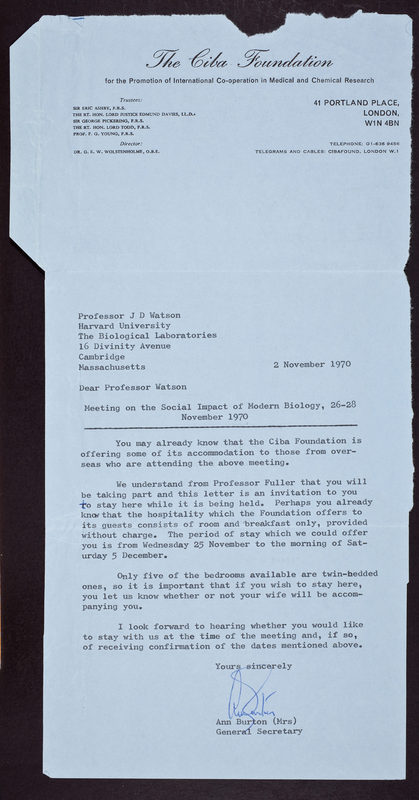 The Ciba Foundation
for the Promotion of International Co-operation in Medical and Chemical Research
Trustees:
SIR ERIC ASHBY, F.R.S.
THE RT. HON. LORD JUSTICE EDMUND DAVIES, LL.D.
SIR GEORGE PICKERING, F.R.S.
THE RT. HON. LORD TODD, F.R.S.
PROF. F. G. YOUNG, F.R.S.
Director:
DR. G. E. W. WOLSTENHOLME, O.B.E.
41 PORTLAND PLACE,
LONDON,
W1N 4BN
TELEPHONE: 01-636 9456
TELEGRAMS AND CABLES: CIBAFOUND, LONDON W.1
Professor J D Watson
Harvard University
The Biological Laboratories
16 Divinity Avenue
Cambridge
Massachusetts 2 November 1970
Dear Professor Watson
Meeting on the Social Impact of Modern Biology, 26-28
November 1970
You may already know that the Ciba Foundation is
offering some of its accommodation to those from over-
seas who are attending the above meeting.
We understand from Professor Fuller that you will
be taking part and this letter is an invitation to you
to stay here while it is being held. Perhaps you already
know that the hospitality which the Foundation offers to
its guests consists of room and breakfast only, provided
without charge. The period of stay which we could offer
you is from Wednesday 25 November to the morning of Sat-
urday 5 December.
Only five of the bedrooms available are twin-bedded
ones, so it is important that if you wish to stay here,
you let us know whether or not your wife will be accom-
panying you.
I look forward to hearing whether you would like
to stay with us at the time of the meeting and, if so,
of receiving confirmation of the dates mentioned above.
Yours sincerely
Ann Burton (Mrs)
General Secretary